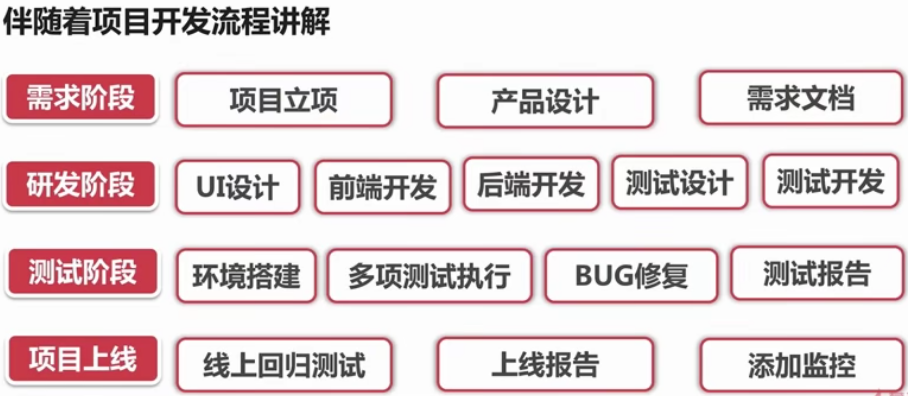 伴随着项目开发流程讲解
需求阶段 项目立项 产品设计 需求文档
研发阶段 UI设计 前端开发 后端开发 测试设计 测试开发
测试阶段 环境搭建 多项测试执行 BUG修复 测试报告
项目上线 线上回归测试 上线报告 添加监控